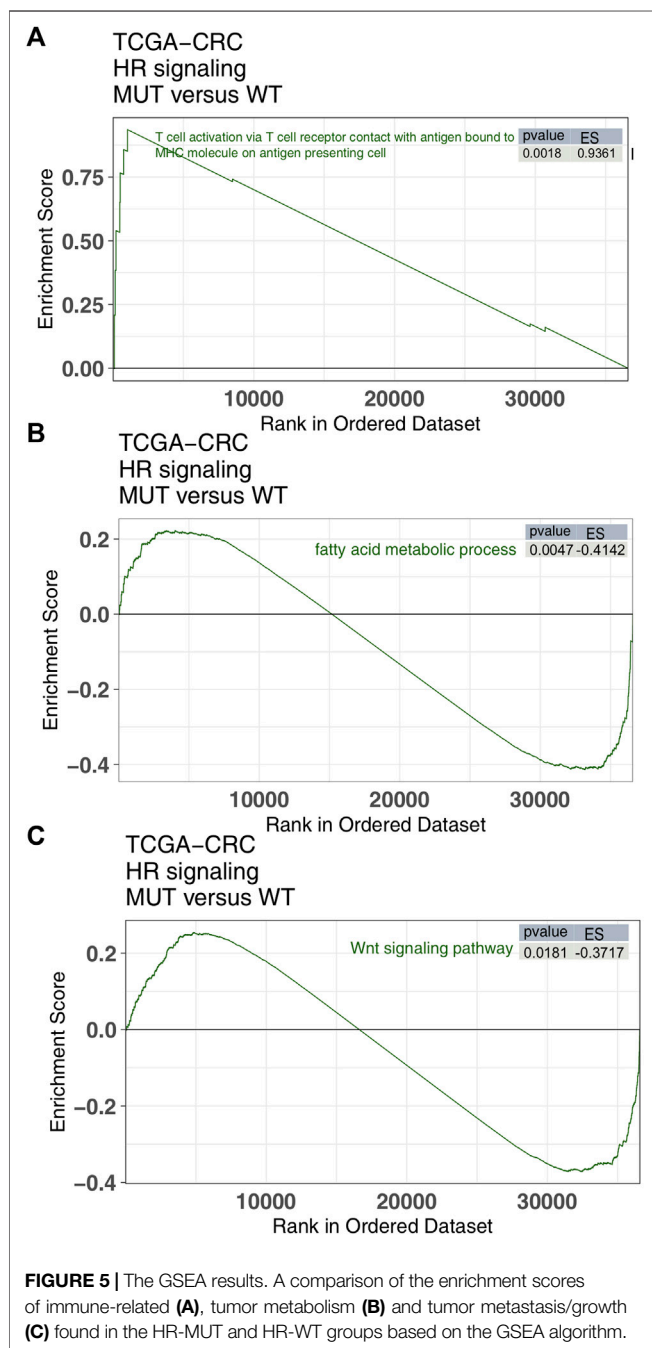 A
TCGA-CRC
HR signaling
MUT versus WT
T cell activation via T cell receptor contact with antigen bound to
MHC molecule on antigen presenting cell
pvalue ES
0.0018 0.9361
Enrichment Score
0.75
0.50
0.25
0.00
10000 20000 30000
Rank in Ordered Dataset
B
TCGA-CRC
HR signaling
MUT versus WT
fatty acid metabolic process
pvalue ES
0.0047 -0.4142
Enrichment Score
0.2
0.0
-0.2
-0.4
10000 20000 30000
Rank in Ordered Dataset
C
TCGA-CRC
HR signaling
MUT versus WT
Wnt signaling pathway
pvalue ES
0.0181 -0.3717
Enrichment Score
0.2
0.0
-0.2
-0.4
10000 20000 30000
Rank in Ordered Dataset
FIGURE 5 | The GSEA results. A comparison of the enrichment scores
of immune-related (A), tumor metabolism (B) and tumor metastasis/growth
(C) found in the HR-MUT and HR-WT groups based on the GSEA algorithm.